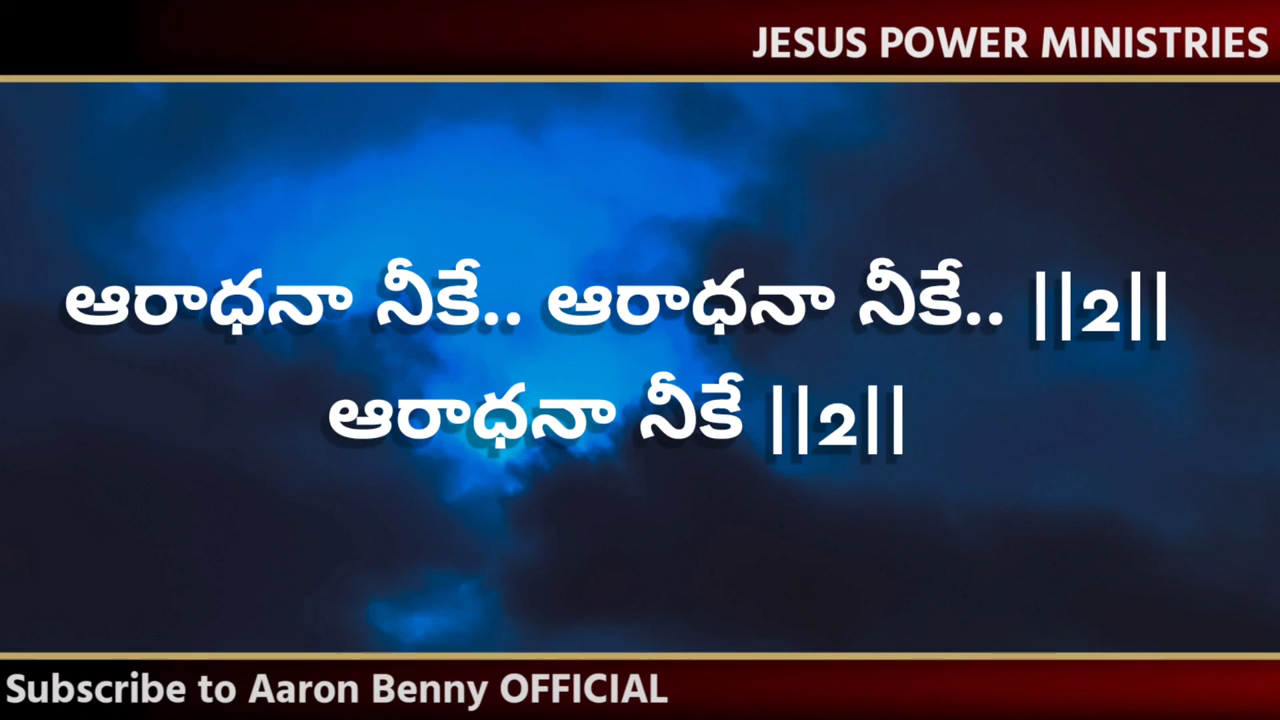 JESUS POWER MINISTRIES
ఆరాధనా నీకే.. ఆరాధనా నీకే.. ||2||
ఆరాధనా నీకే ||2||
Subscribe to Aaron Benny OFFICIAL